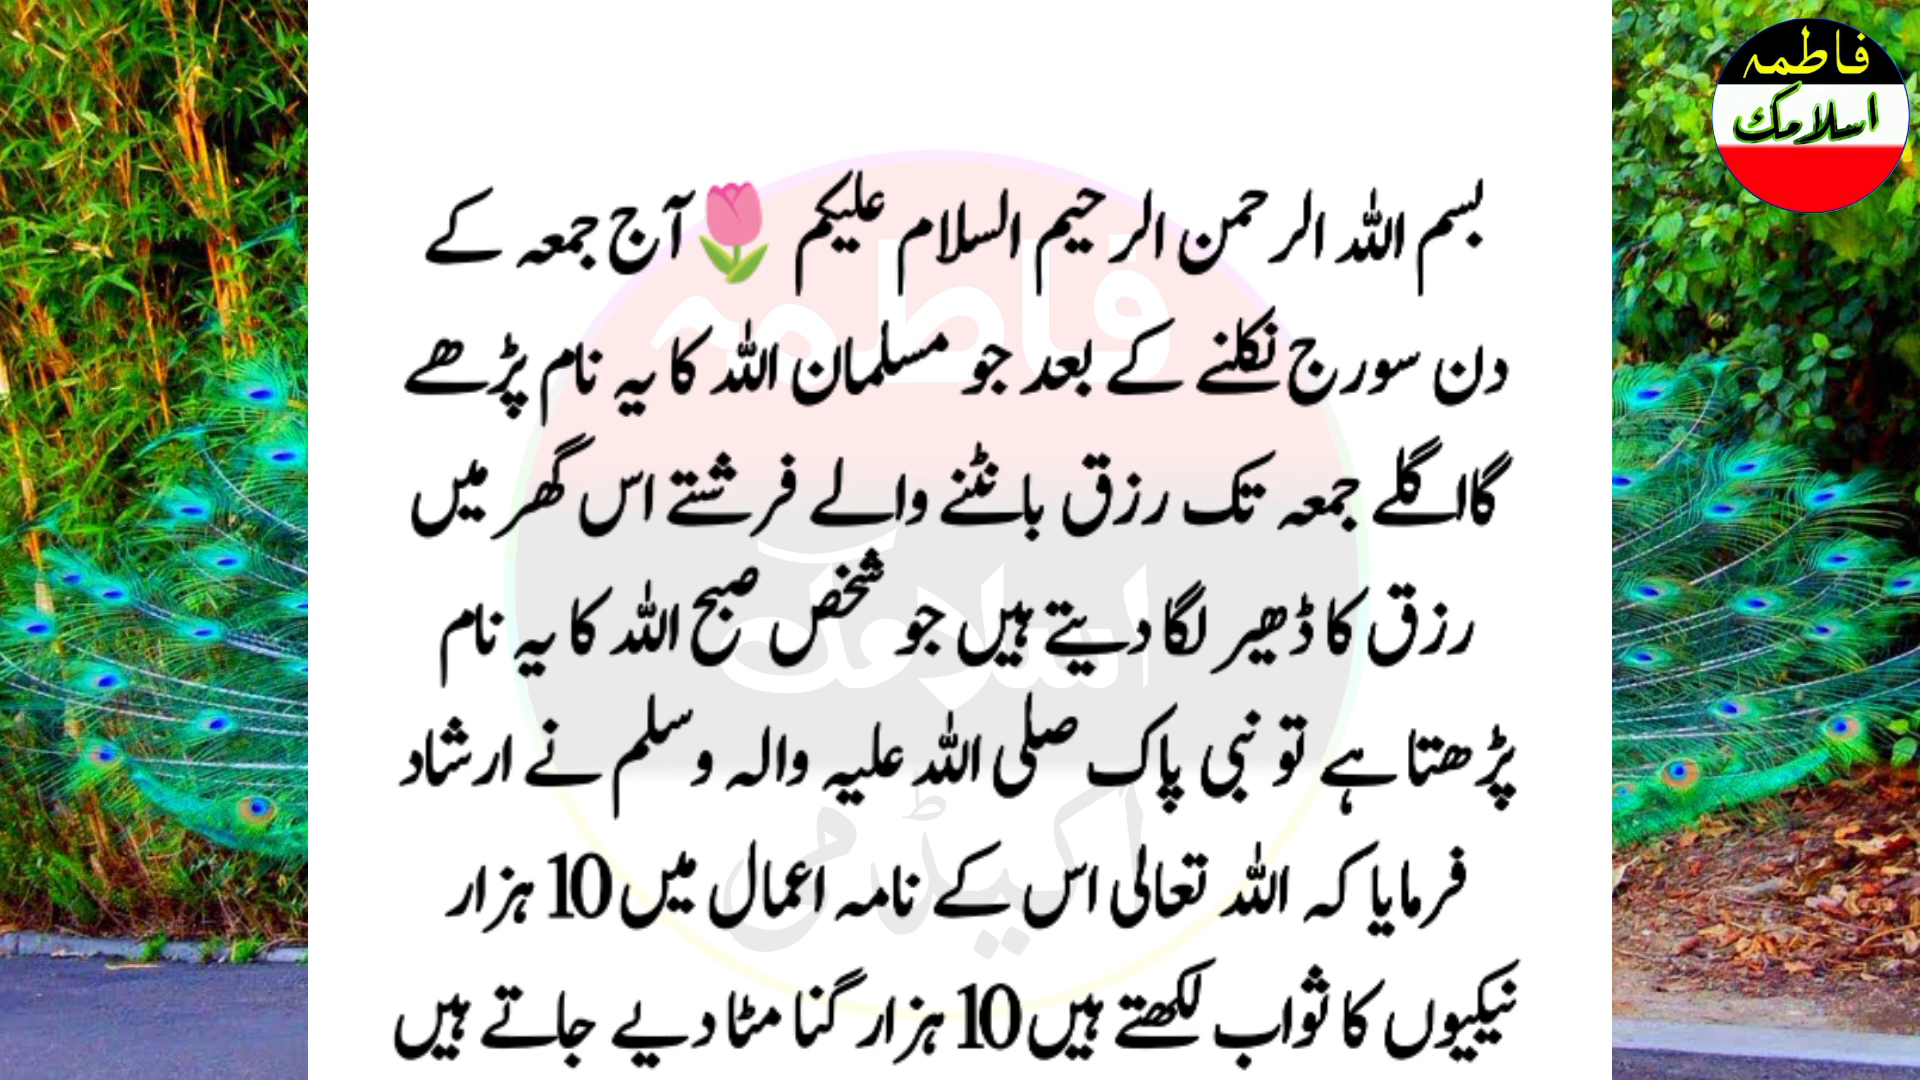 فاطمہ
اسلامک
بسم اللہ الرحمن الرحیم السلام علیکم 🌷 آج جمعہ کے
دن سورج نکلنے کے بعد جو مسلمان اللہ کا یہ نام پڑھے
گا اگلے جمعہ تک رزق بانٹنے والے فرشتے اس گھر میں
رزق کا ڈھیر لگا دیتے ہیں جو شخص صبح اللہ کا یہ نام
پڑھتا ہے تو نبی پاک صلی اللہ علیہ والہ وسلم نے ارشاد
فرمایا کہ اللہ تعالی اس کے نامہ اعمال میں 10 ہزار
نیکیوں کا ثواب لکھتے ہیں 10 ہزار گنا مٹا دیے جاتے ہیں
فاطمہ
اسلامک
اکیڈمی